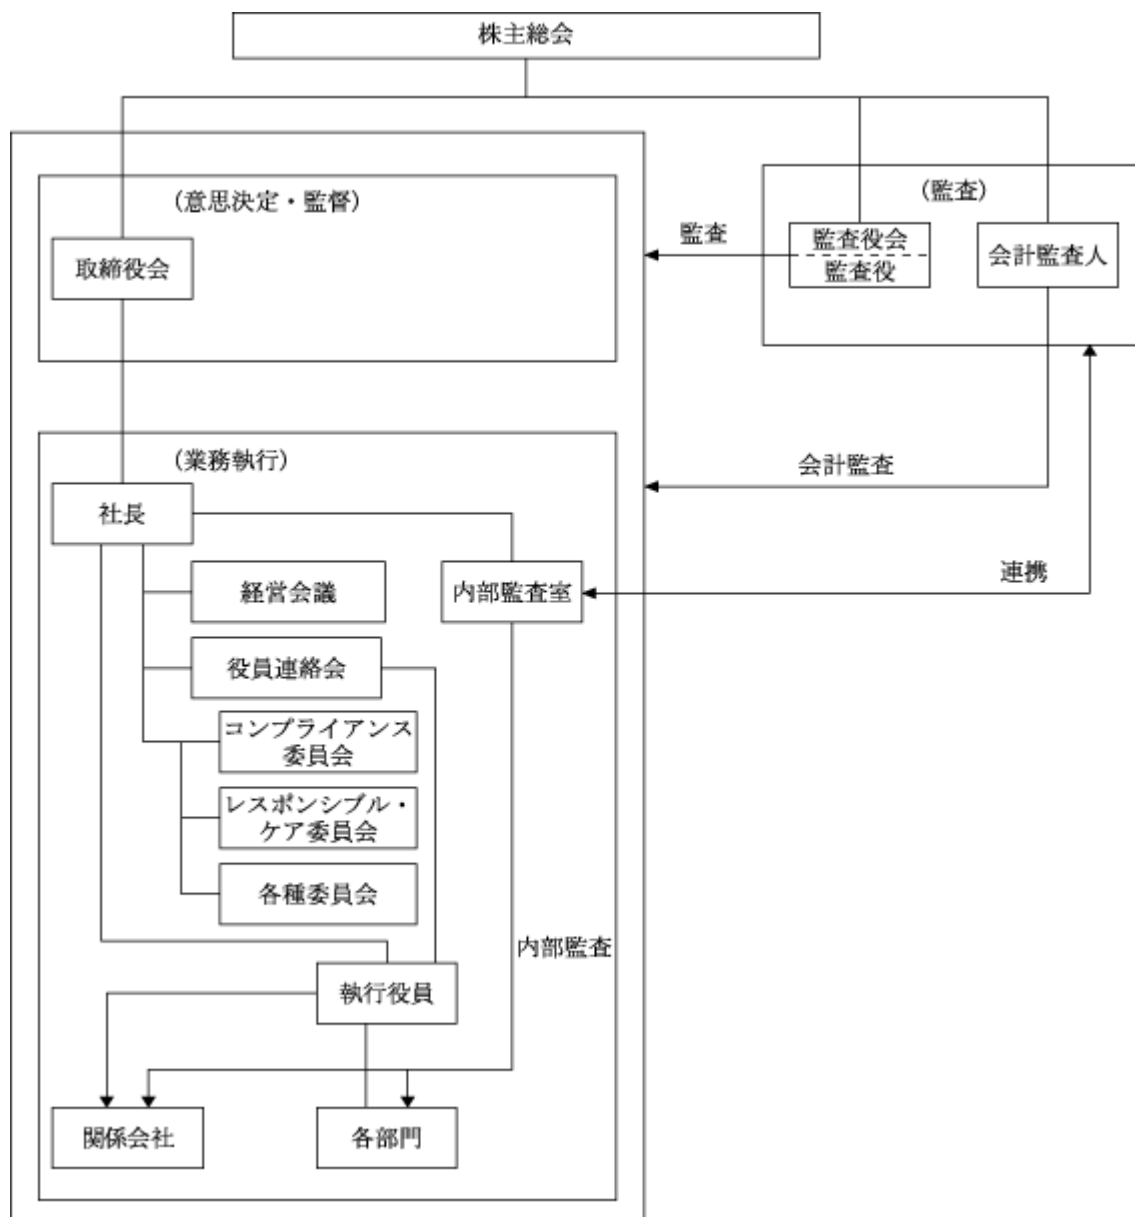 株主総会
(意思決定・監督)
取締役会
監査
(監査)
監査役会
監査役
会計監査人
(業務執行)
社長
会計監査
経営会議
内部監査室
連携
役員連絡会
コンプライアンス
委員会
レスポンシブル・
ケア委員会
各種委員会
内部監査
執行役員
関係会社
各部門